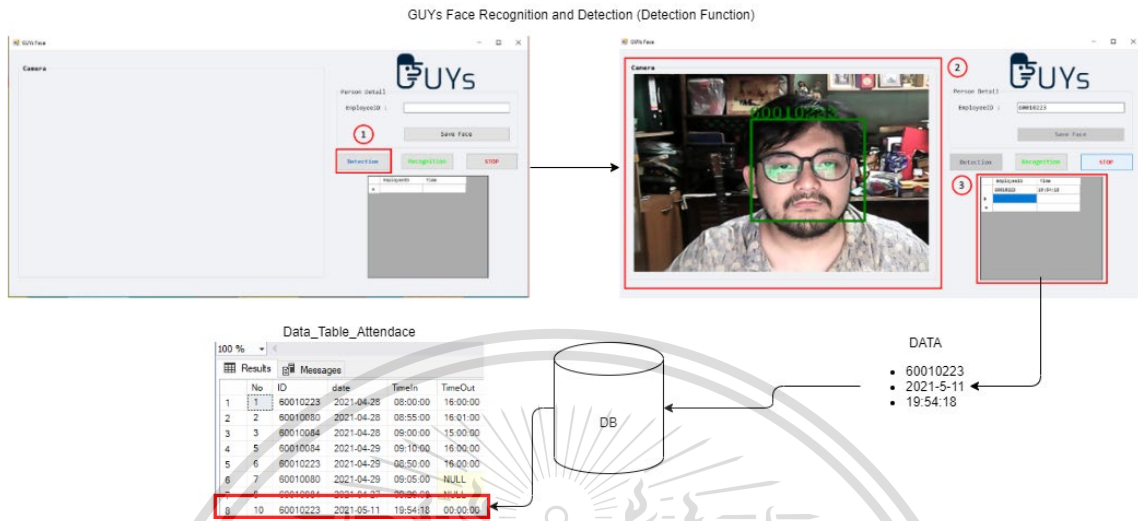 GUYs Face Recognition and Detection (Detection Function)
GUYs Face
Camera
GUYs
Person Detail
EmployeeID :
1
Save Face
Detection
Recognition
STOP
EmployeeID Time
GUYs Face
Camera
60010223
2
GUYs
Person Detail
EmployeeID :
60010223
Save Face
Detection
Recognition
STOP
3
EmployeeID Time
60010223 19:54:18
Data_Table_Attendace
100 %
Results Messages
No ID date TimeIn TimeOut
1 1 60010223 2021-04-28 08:00:00 16:00:00
2 2 60010080 2021-04-28 08:55:00 16:01:00
3 3 60010084 2021-04-28 09:00:00 15:00:00
4 5 60010084 2021-04-29 09:10:00 16:00:00
5 6 60010223 2021-04-29 08:50:00 16:00:00
6 7 60010080 2021-04-29 09:05:00 NULL
NULL
8 10 60010223 2021-05-11 19:54:18 00:00:00
DB
DATA
• 60010223
• 2021-5-11
• 19:54:18